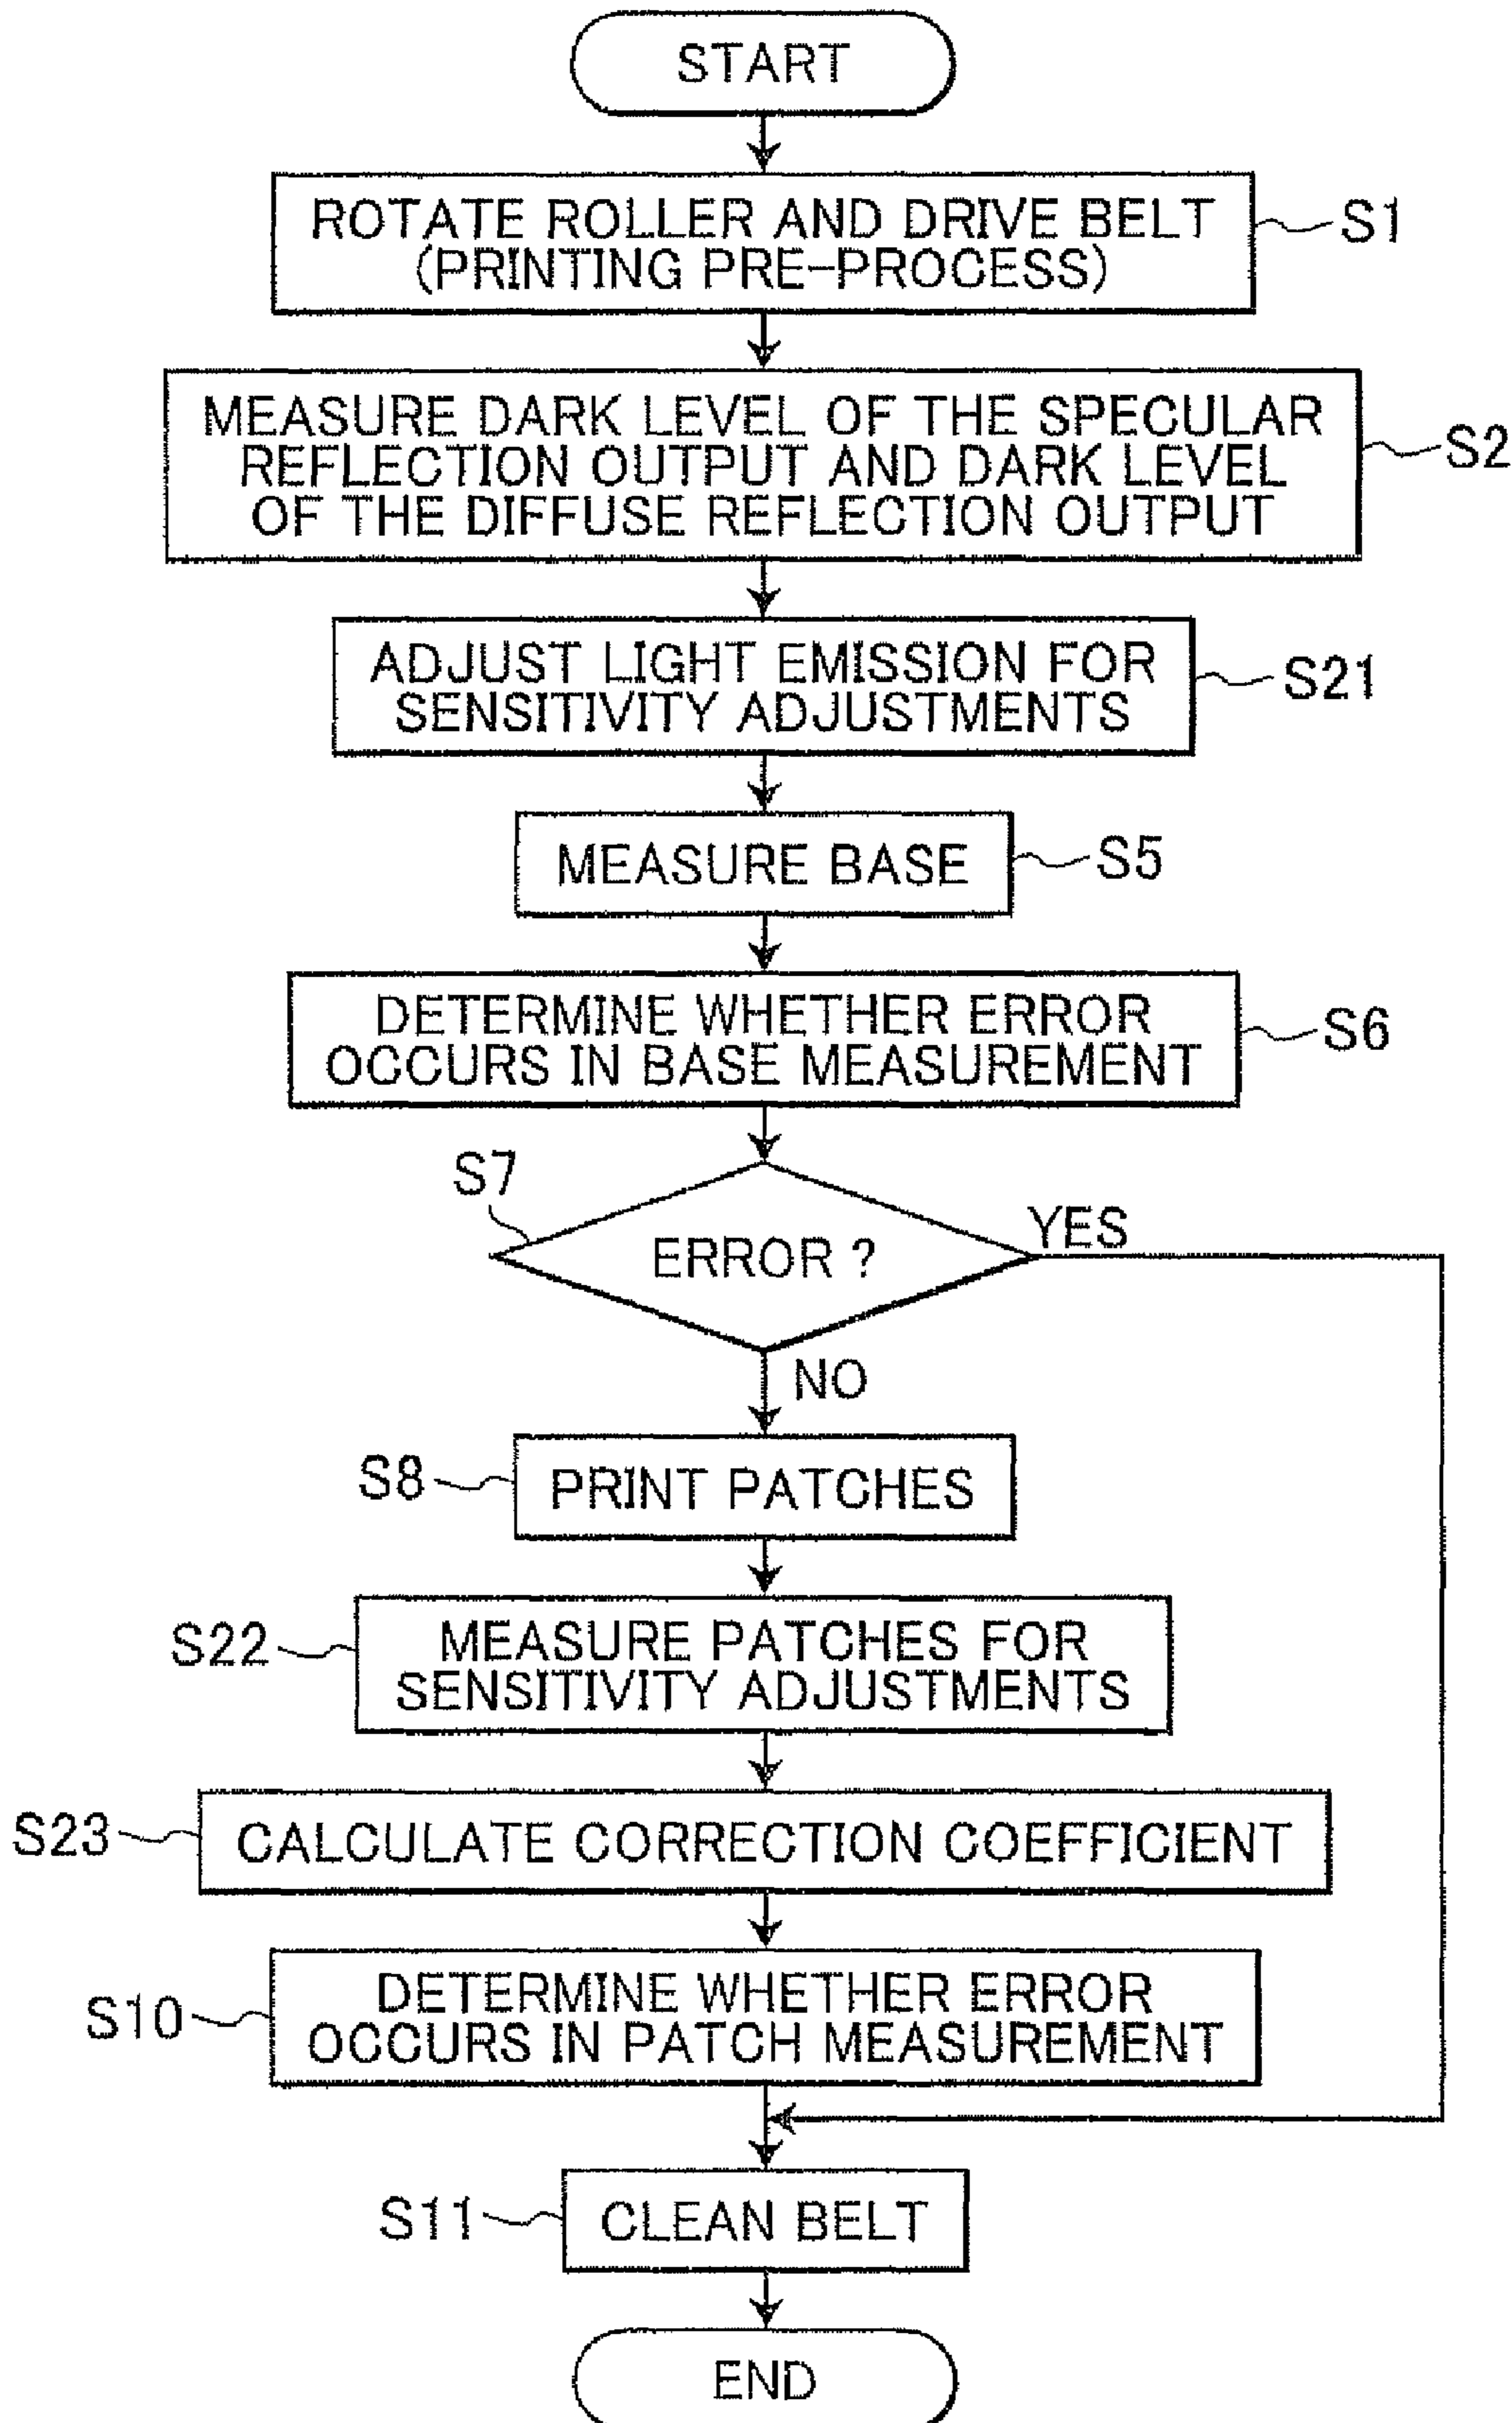 START
ROTATE ROLLER AND DRIVE BELT
(PRINTING PRE-PROCESS)
S1
MEASURE DARK LEVEL OF THE SPECULAR
REFLECTION OUTPUT AND DARK LEVEL
OF THE DIFFUSE REFLECTION OUTPUT
S2
ADJUST LIGHT EMISSION FOR
SENSITIVITY ADJUSTMENTS
S21
MEASURE BASE
S5
DETERMINE WHETHER ERROR
OCCURS IN BASE MEASUREMENT
S6
S7
ERROR ?
YES
NO
S8
PRINT PATCHES
S22
MEASURE PATCHES FOR
SENSITIVITY ADJUSTMENTS
S23
CALCULATE CORRECTION COEFFICIENT
S10
DETERMINE WHETHER ERROR
OCCURS IN PATCH MEASUREMENT
S11
CLEAN BELT
END